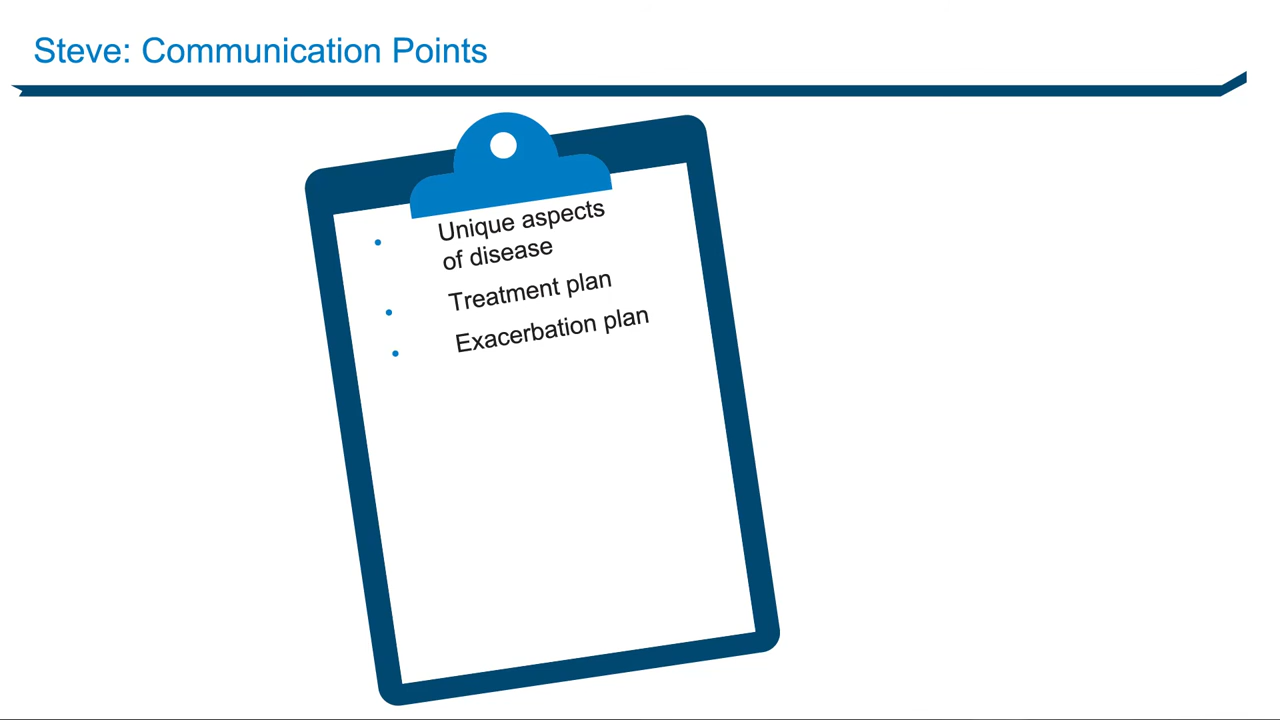 Steve: Communication Points
• Unique aspects
of disease
• Treatment plan
• Exacerbation plan